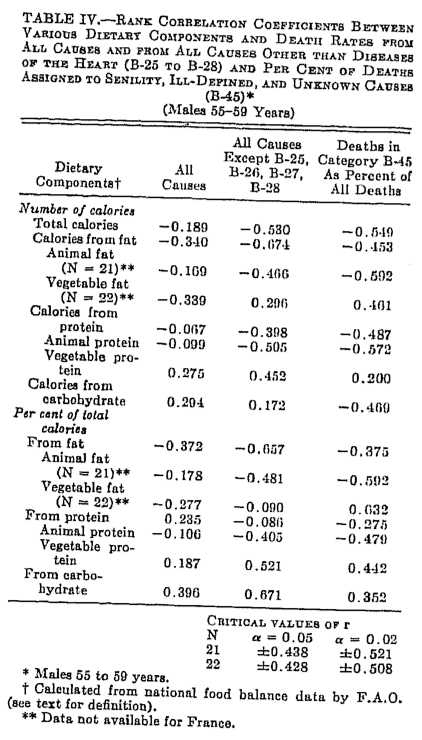 TABLE IV.—RANK CORRELATION COEFFICIENTS BETWEEN
VARIOUS DIETARY COMPONENTS AND DEATH RATES FROM
ALL CAUSES AND FROM ALL CAUSES OTHER THAN DISEASES
OF THE HEART (B-25 TO B-28) AND PER CENT OF DEATHS
ASSIGNED TO SENILITY, ILL-DEFINED, AND UNKNOWN CAUSES
(B-45)*
(Males 55–59 Years)
Dietary Components† All Causes All Causes Except B-25, B-26, B-27, B-28 Deaths in Category B-45 As Percent of All Deaths
Number of calories
Total calories −0.189 −0.530 −0.549
Calories from fat −0.340 −0.674 −0.453
Animal fat
(N = 21)** −0.169 −0.466 −0.592
Vegetable fat
(N = 22)** −0.339 0.296 0.461
Calories from
protein −0.067 −0.398 −0.487
Animal protein −0.099 −0.505 −0.572
Vegetable pro-
tein 0.275 0.452 0.200
Calories from
carbohydrate 0.294 0.172 −0.469
Per cent of total
calories
From fat −0.372 −0.657 −0.375
Animal fat
(N = 21)** −0.178 −0.481 −0.592
Vegetable fat
(N = 22)** −0.277 −0.090 0.632
From protein 0.235 −0.086 −0.275
Animal protein −0.106 −0.405 −0.479
Vegetable pro-
tein 0.187 0.521 0.442
From carbo-
hydrate 0.396 0.671 0.352
CRITICAL VALUES OF r
N α = 0.05 α = 0.02
21 ±0.438 ±0.521
22 ±0.428 ±0.508
* Males 55 to 59 years.
† Calculated from national food balance data by F.A.O.
(see text for definition).
** Data not available for France.